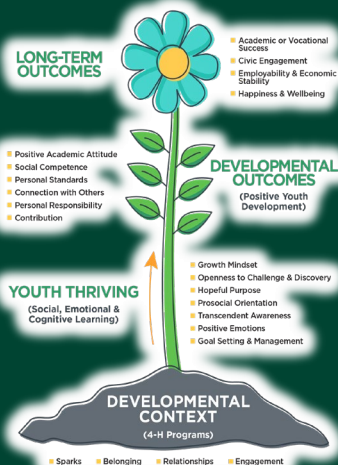 LONG-TERM
OUTCOMES
Academic or Vocational
Success
Civic Engagement
Employability & Economic
Stability
Happiness & Wellbeing
Positive Academic Attitude
Social Competence
Personal Standards
Connection with Others
Personal Responsibility
Contribution
DEVELOPMENTAL
OUTCOMES
(Positive Youth
Development)
YOUTH THRIVING
(Social, Emotional &
Cognitive Learning)
Growth Mindset
Openness to Challenge & Discovery
Hopeful Purpose
Prosocial Orientation
Transcendent Awareness
Positive Emotions
Goal Setting & Management
DEVELOPMENTAL
CONTEXT
(4-H Programs)
Sparks Belonging Relationships Engagement